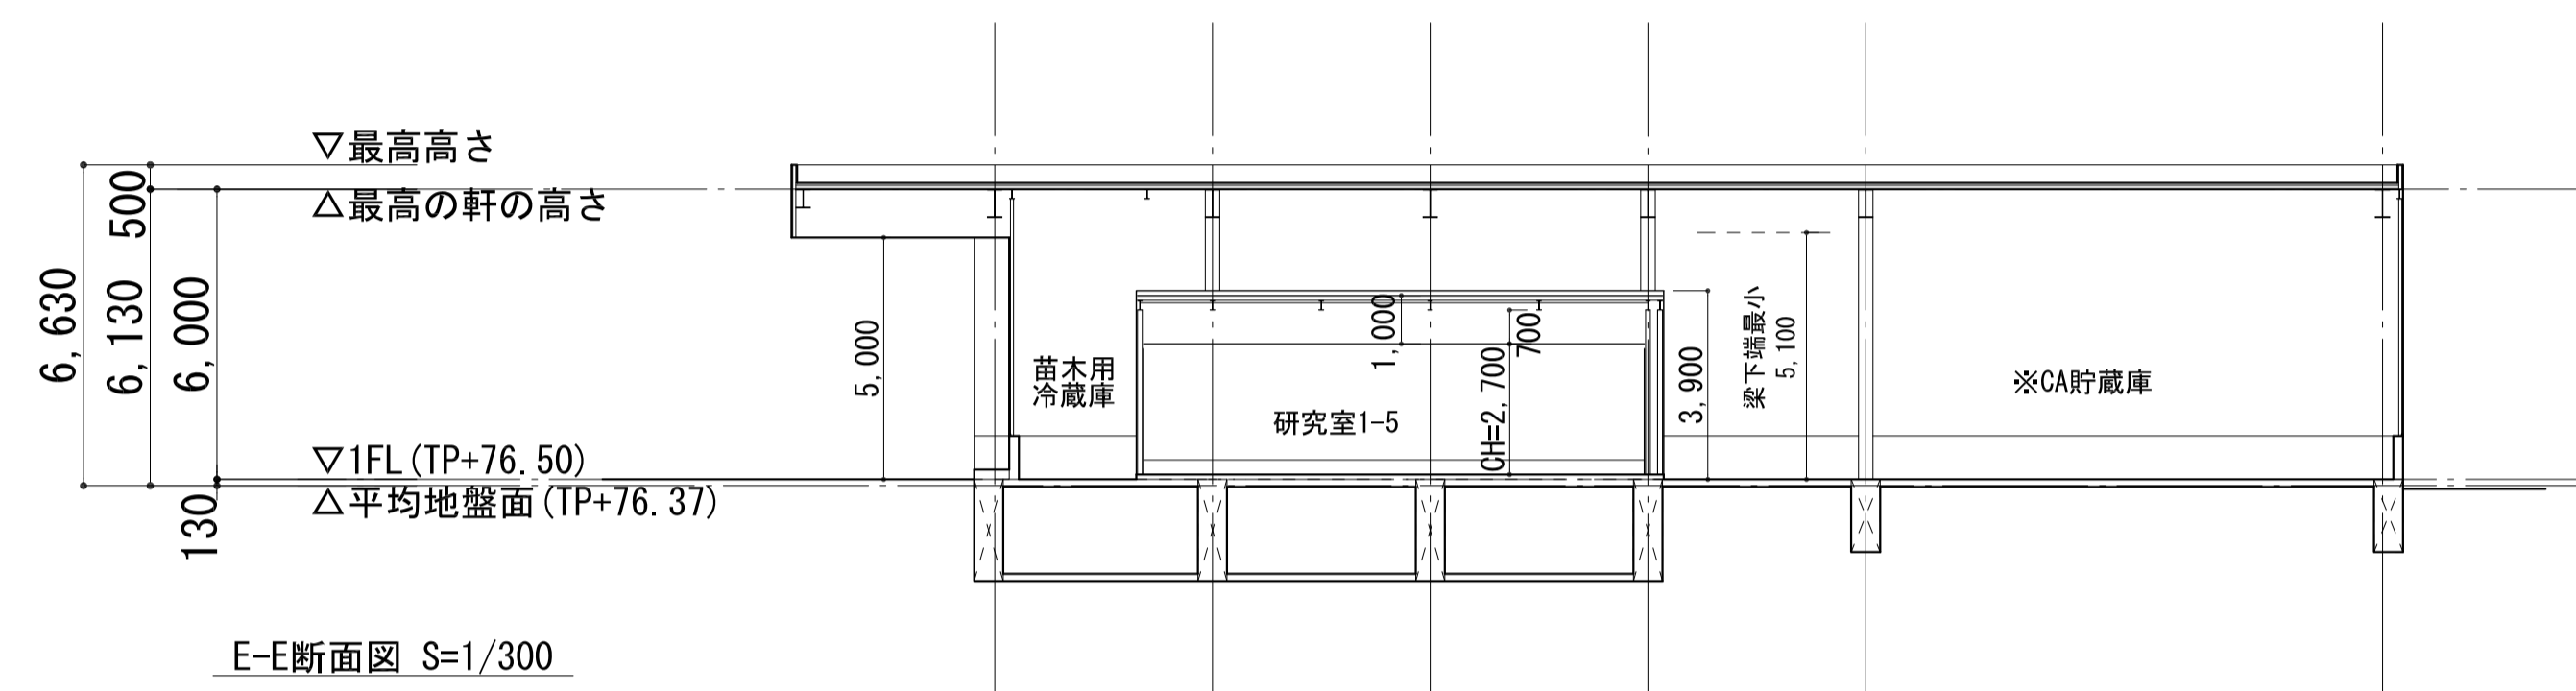 ▽最高高さ
△最高の軒の高さ
500
6,630
6,130
6,000
130
▽1FL(TP+76.50)
△平均地盤面(TP+76.37)
5,000
苗木用
冷蔵庫
研究室1-5
1,000
700
CH=2,700
3,900
梁下端最小
5,100
※CA貯蔵庫
E-E断面図 S=1/300